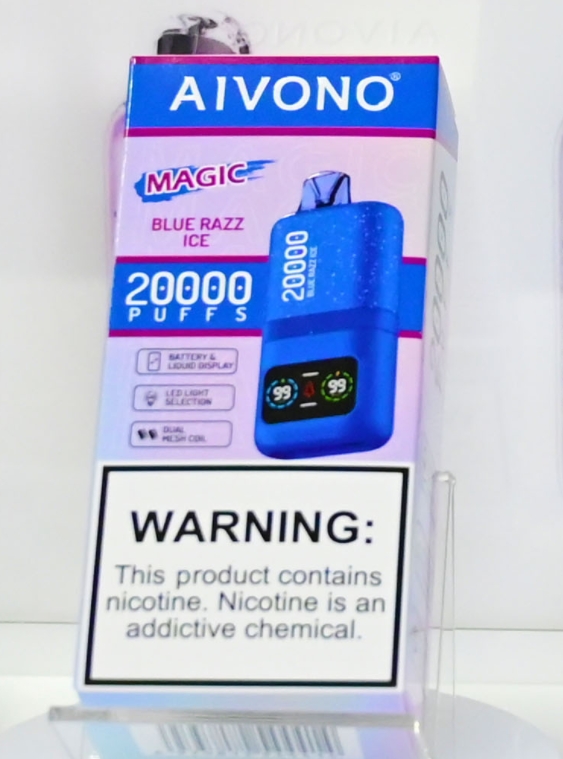 AIVONO®
MAGIC
BLUE RAZZ
ICE
20000
PUFFS
20000
BLUE RAZZ ICE
BATTERY &
LIQUID DISPLAY
LED LIGHT
SELECTION
DUAL
MESH COIL
99
99
WARNING:
This product contains
nicotine. Nicotine is an
addictive chemical.